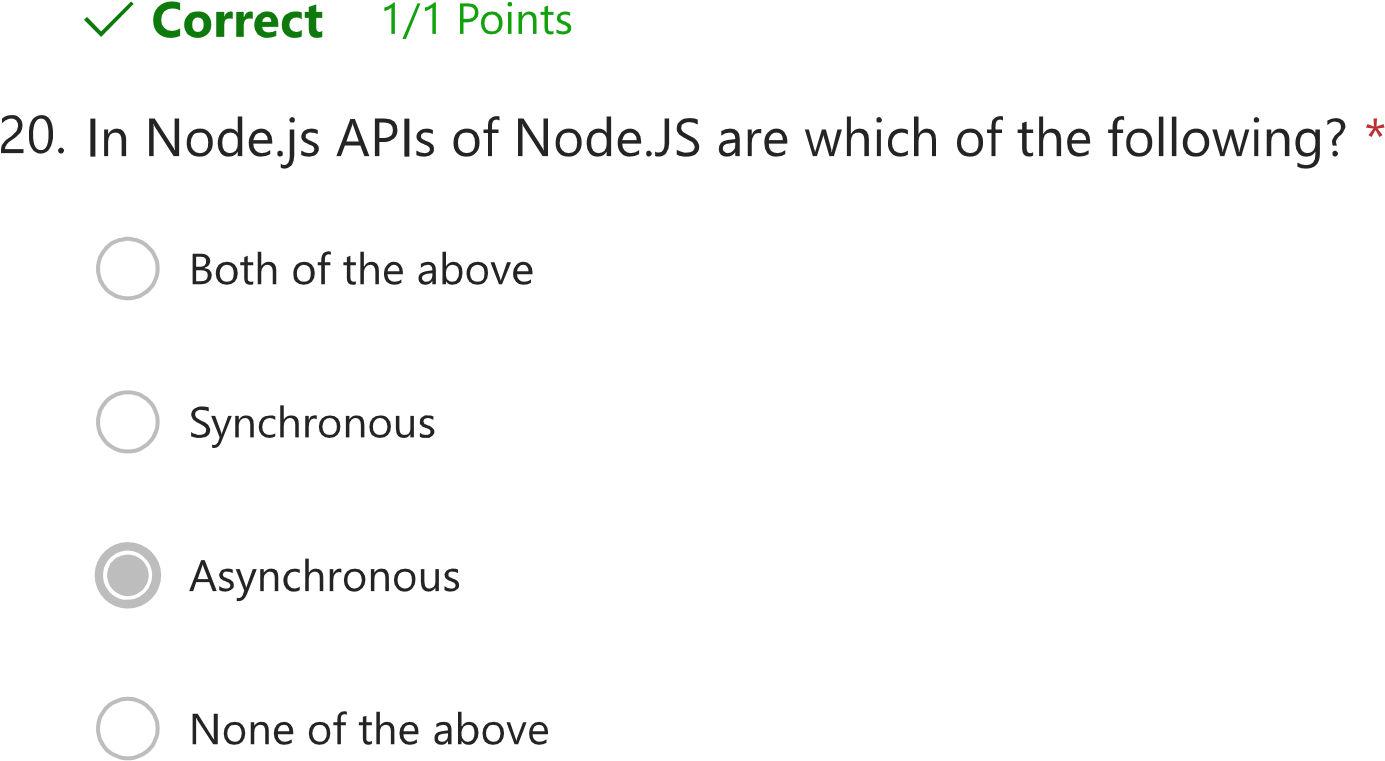 Correct 1/1 Points
20. In Node.js APIs of Node.JS are which of the following? *
Both of the above
Synchronous
Asynchronous
None of the above